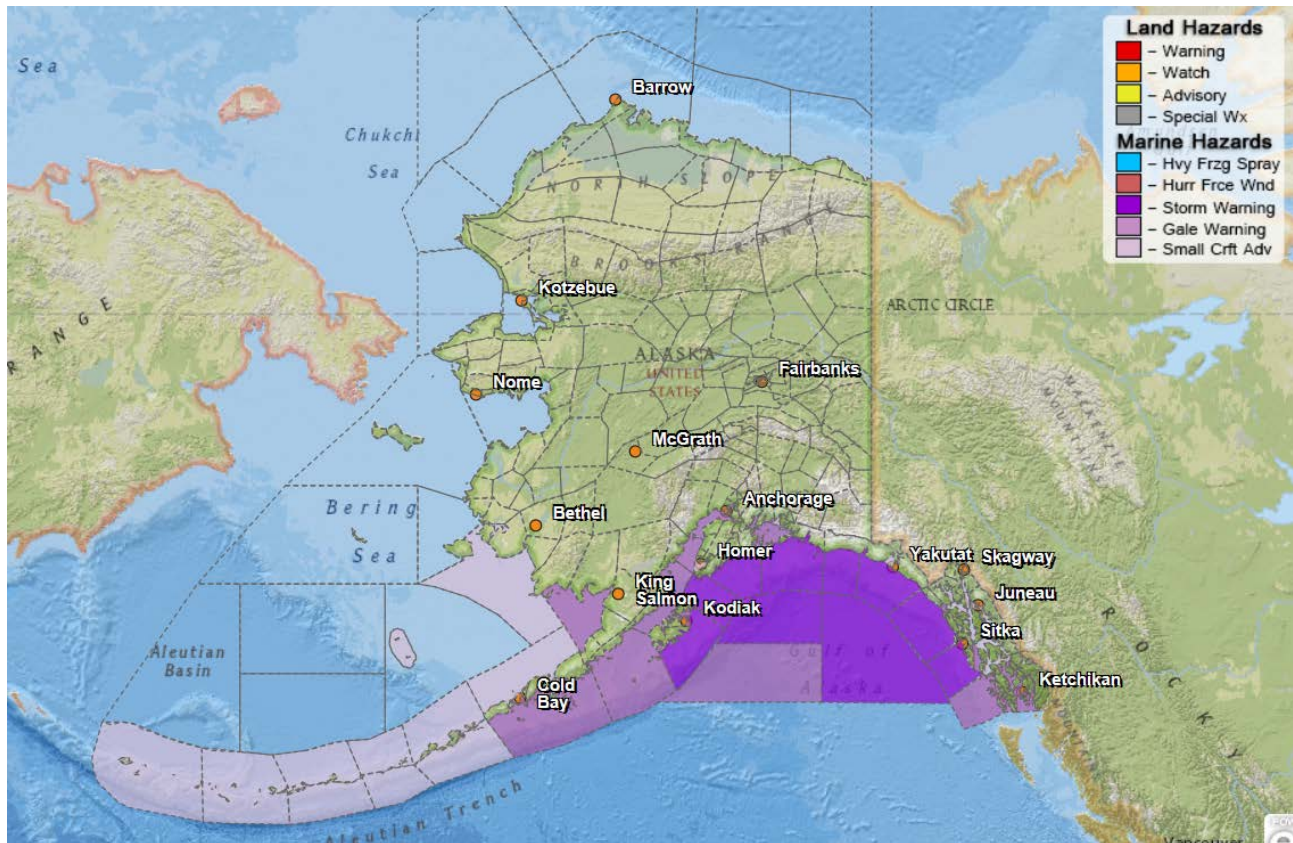 Land Hazards
– Warning
– Watch
– Advisory
– Special Wx
Marine Hazards
– Hvy Frzg Spray
– Hurr Frce Wnd
– Storm Warning
– Gale Warning
– Small Crft Adv
Sea
Barrow
Chukchi
Sea
NORTH SLOPE
BROOKS RANGE
Kotzebue
RANGE
ARCTIC CIRCLE
ALASKA
UNITED
STATES
Fairbanks
Nome
MACKENZIE
MOUNTAINS
McGrath
Anchorage
Bering
Sea
Bethel
Homer
Yakutat
Skagway
King
Salmon
Kodiak
Juneau
Sitka
Aleutian
Basin
Gulf of
Alaska
Cold
Bay
Ketchikan
ROCKY
Aleutian Trench
Vancouver